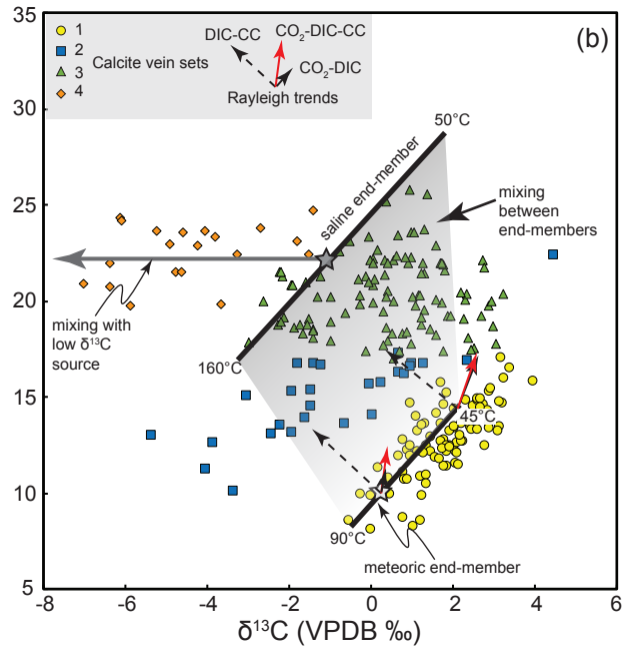 35
30
25
20
15
10
5
-8
-6
-4
-2
0
2
4
6
δ¹³C (VPDB ‰)
(b)
1
2
3
4
Calcite vein sets
DIC-CC
CO₂-DIC-CC
CO₂-DIC
Rayleigh trends
50°C
saline end-member
mixing
between
end-members
mixing with
low δ¹³C
source
160°C
45°C
90°C
meteoric end-member